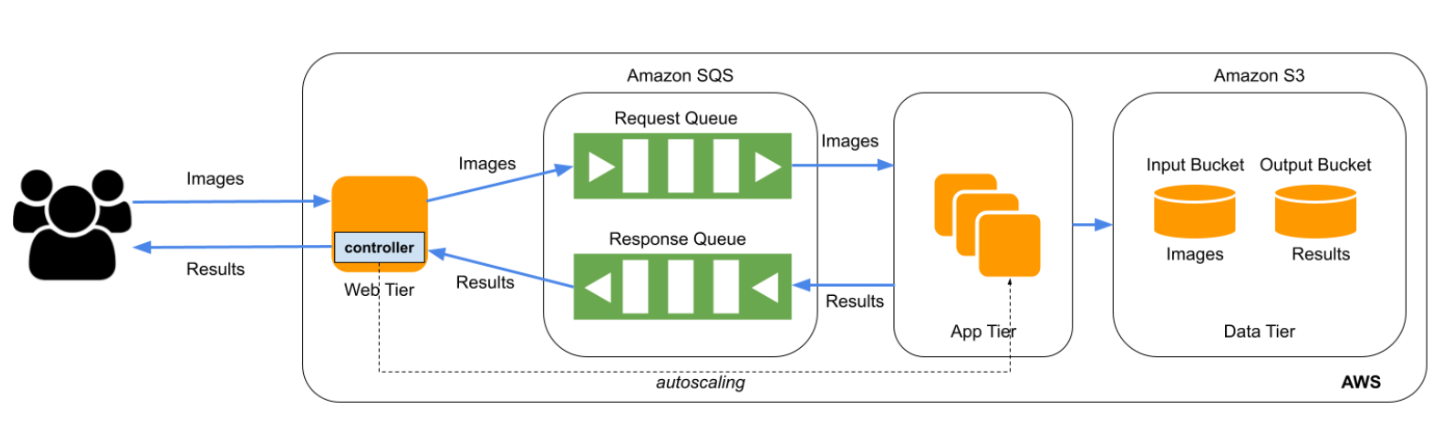 Amazon SQS
Amazon S3
Request Queue
Images
Images
Images
Input Bucket
Output Bucket
controller
Response Queue
Results
Results
Results
Images
Results
Web Tier
App Tier
Data Tier
autoscaling
AWS